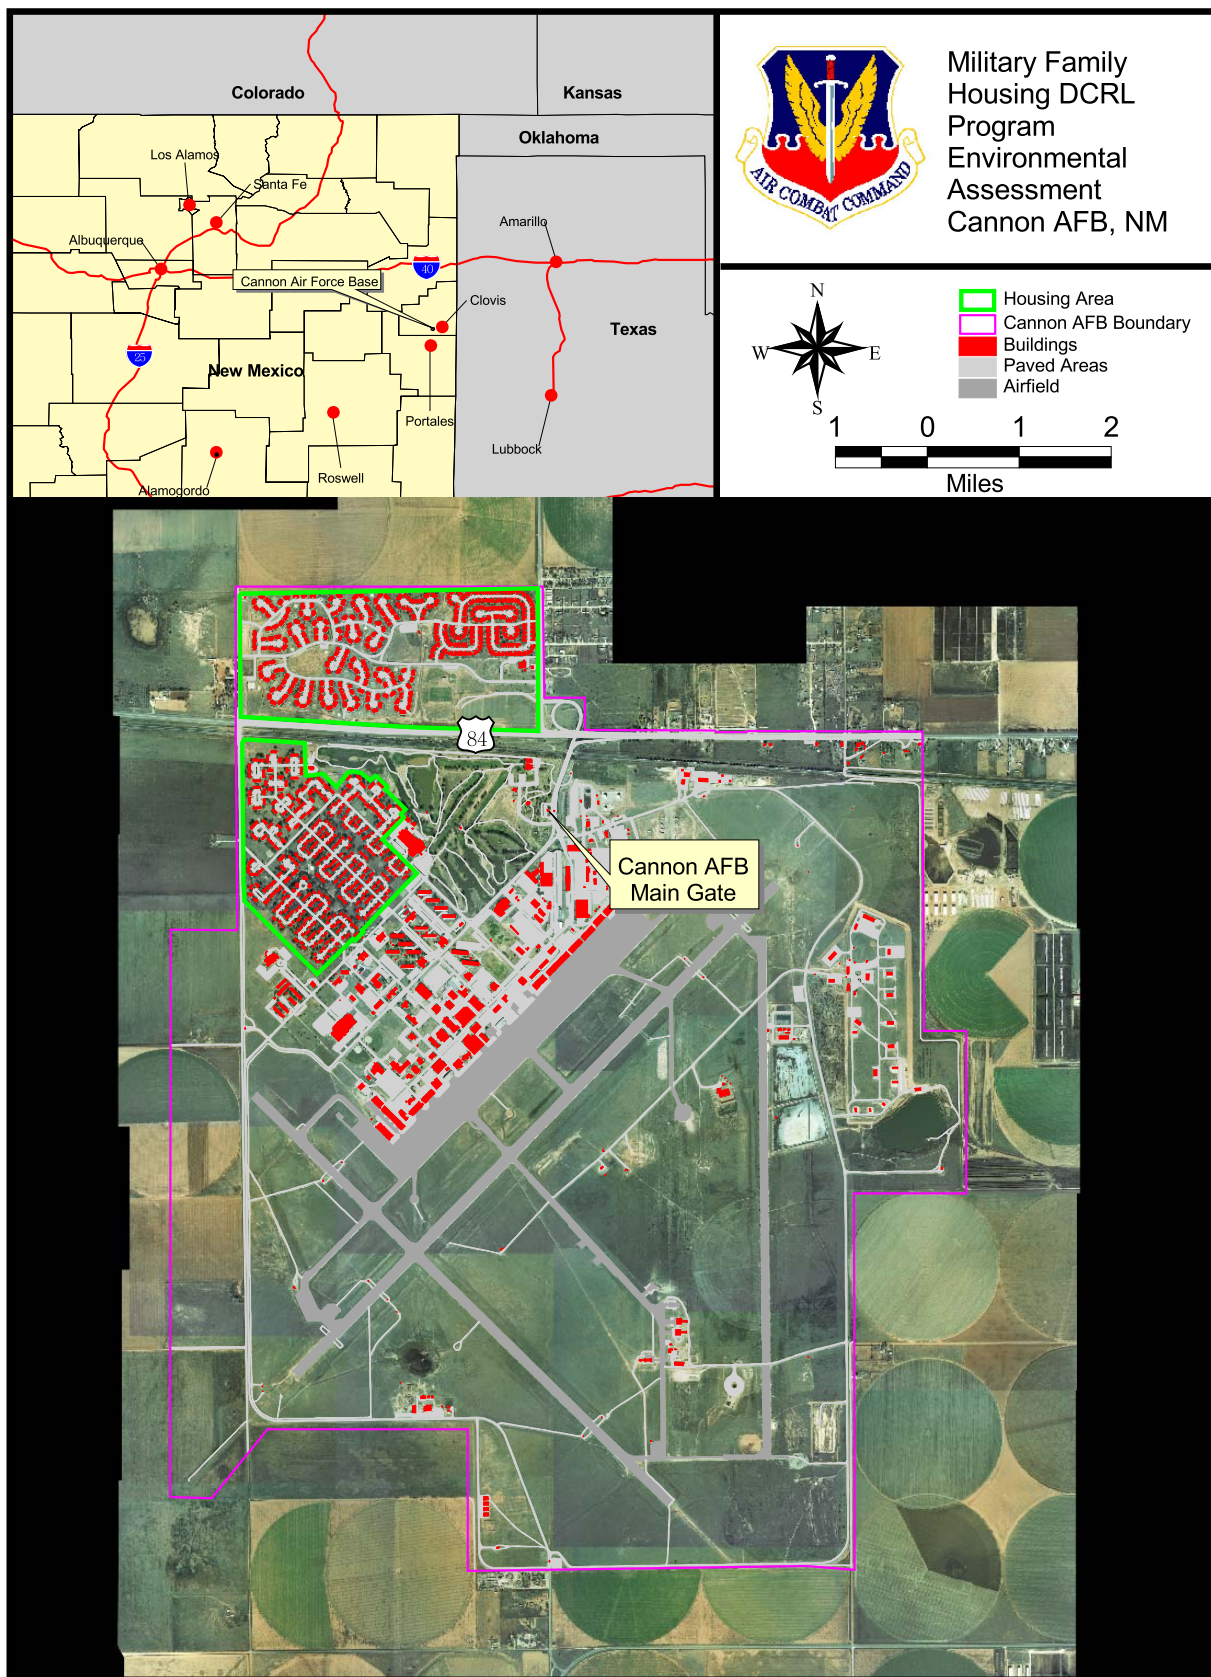 Colorado
Kansas
Oklahoma
Los Alamos
Santa Fe
Albuquerque
Amarillo
40
Cannon Air Force Base
Clovis
Texas
25
New Mexico
Portales
Lubbock
Roswell
Alamogordo
AIR COMBAT COMMAND
Military Family
Housing DCRL
Program
Environmental
Assessment
Cannon AFB, NM
N
W
E
S
Housing Area
Cannon AFB Boundary
Buildings
Paved Areas
Airfield
1 0 1 2
Miles
84
Cannon AFB
Main Gate